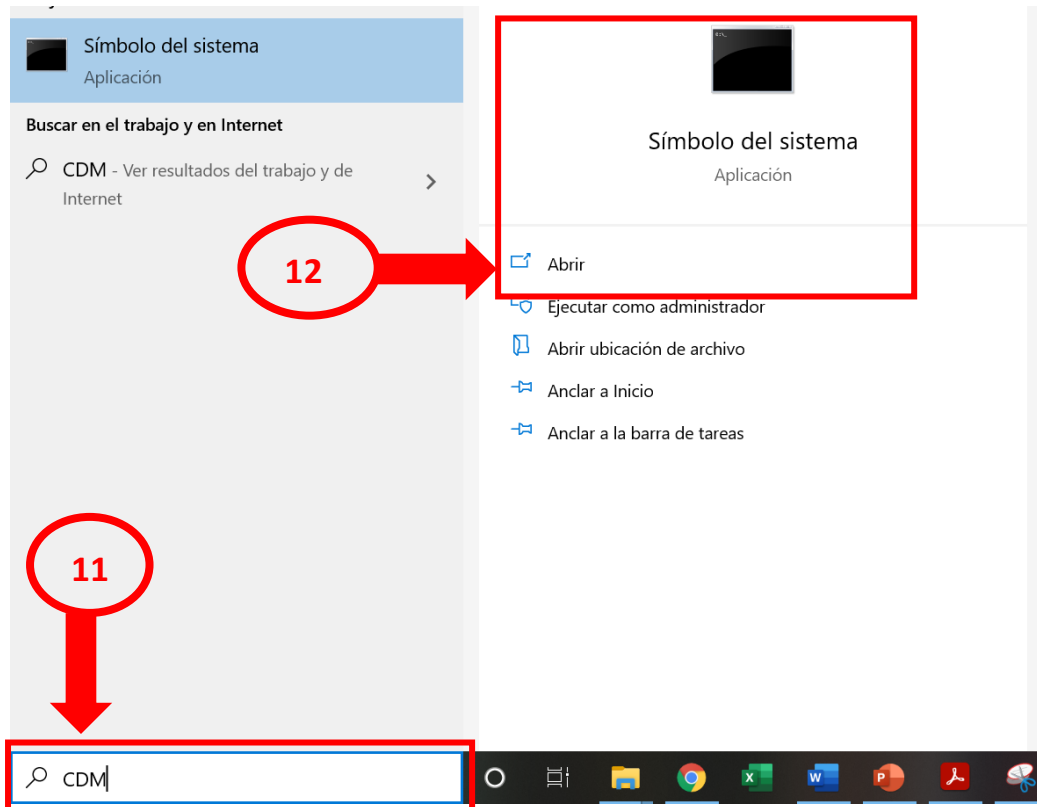 Símbolo del sistema
Aplicación
Buscar en el trabajo y en Internet
CDM - Ver resultados del trabajo y de
Internet
12
11
CDM
Símbolo del sistema
Aplicación
Abrir
Ejecutar como administrador
Abrir ubicación de archivo
Anclar a Inicio
Anclar a la barra de tareas